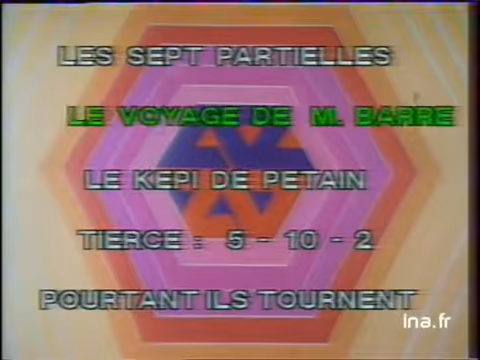 LES SEPT PARTIELLES
LE VOYAGE DE M. BARRE
LE KEPI DE PETAIN
TIERCE : 5 - 10 - 2
POURTANT ILS TOURNENT
ina.fr